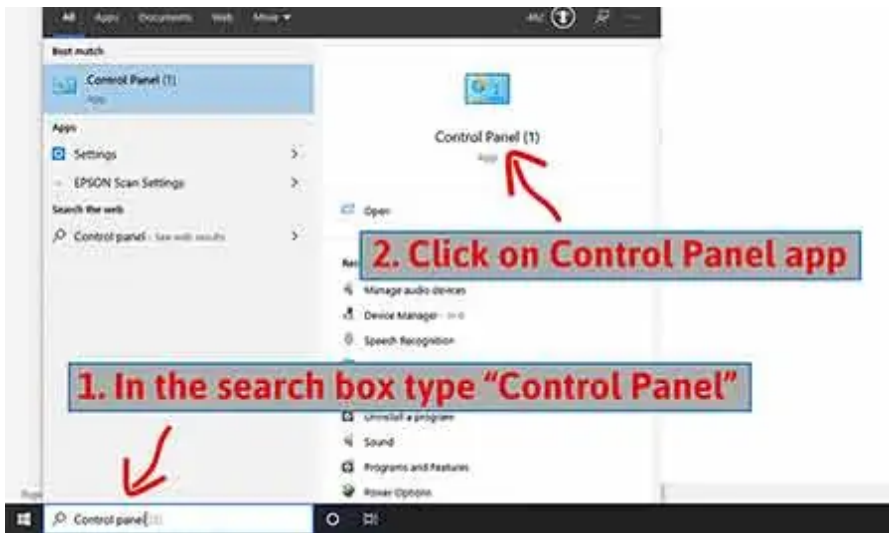 All Apps Documents Web More
Best match
Control Panel (1)
App
Apps
Settings
EPSON Scan Settings
Search the web
Control panel - See web results
Control Panel (1)
App
Open
2. Click on Control Panel app
Manage audio devices
Device Manager
Speech Recognition
1. In the search box type “Control Panel”
Uninstall a program
Sound
Programs and Features
Power Options
Control panel